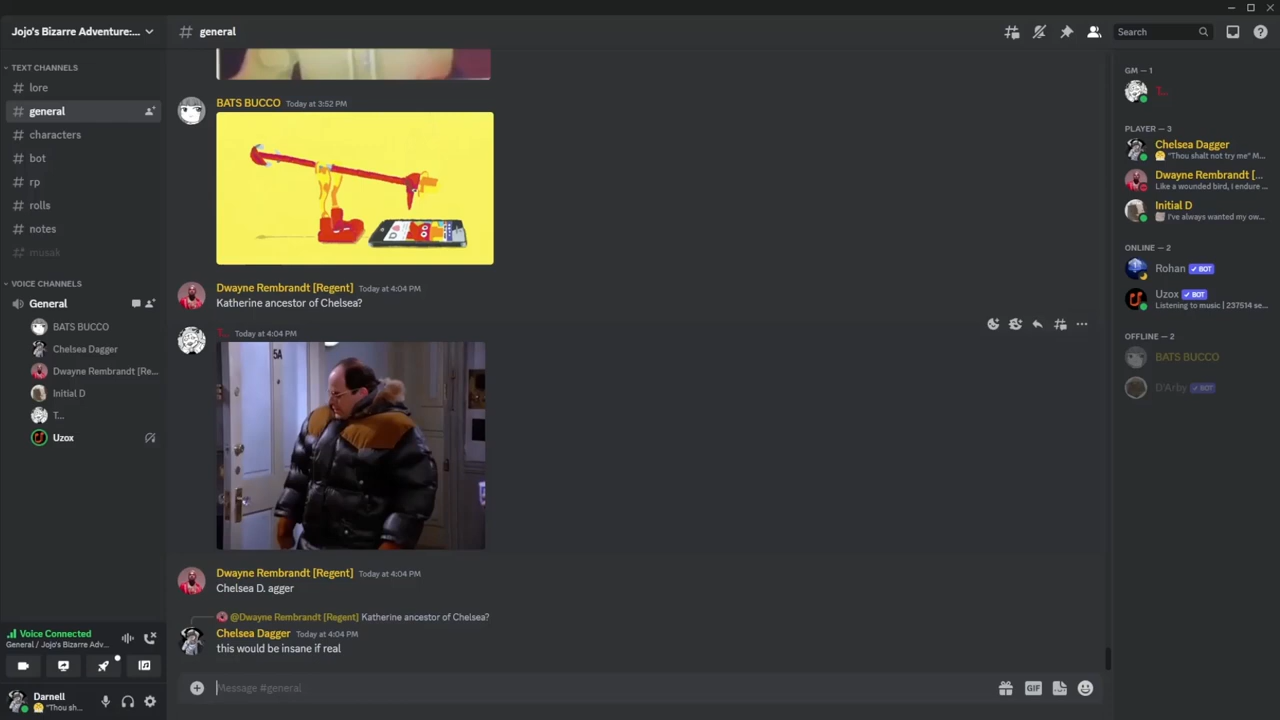 Jojo's Bizarre Adventure:...
TEXT CHANNELS
lore
general
characters
bot
rp
rolls
notes
musak
VOICE CHANNELS
General
BATS BUCCO
Chelsea Dagger
Dwayne Rembrandt [Re...
Initial D
T...
Uzox
Voice Connected
General / Jojo's Bizarre Adv...
Darnell
"Thou sh...
# general
Search
BATS BUCCO Today at 3:52 PM
Dwayne Rembrandt [Regent] Today at 4:04 PM
Katherine ancestor of Chelsea?
T... Today at 4:04 PM
5A
Dwayne Rembrandt [Regent] Today at 4:04 PM
Chelsea D. agger
@Dwayne Rembrandt [Regent] Katherine ancestor of Chelsea?
Chelsea Dagger Today at 4:04 PM
this would be insane if real
Message #general
GIF
GM — 1
T...
PLAYER — 3
Chelsea Dagger
"Thou shalt not try me" M...
Dwayne Rembrandt [...
Like a wounded bird, i endure ...
Initial D
I've always wanted my ow...
ONLINE — 2
Rohan BOT
Uzox BOT
Listening to music | 237514 se...
OFFLINE — 2
BATS BUCCO
D'Arby BOT